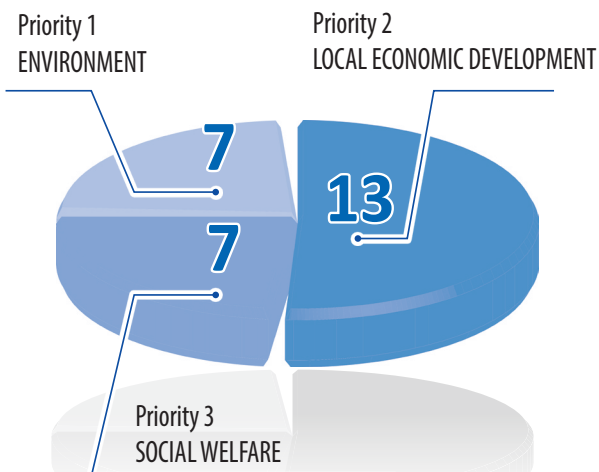 Priority 1
ENVIRONMENT
Priority 2
LOCAL ECONOMIC DEVELOPMENT
7
13
7
Priority 3
SOCIAL WELFARE